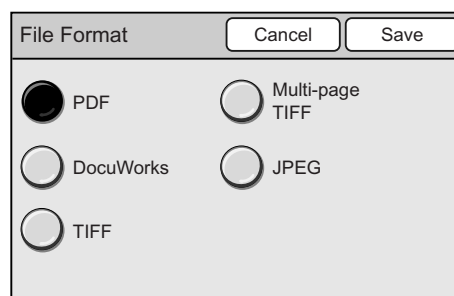 File Format
Cancel
Save
PDF
Multi-page
TIFF
DocuWorks
JPEG
TIFF